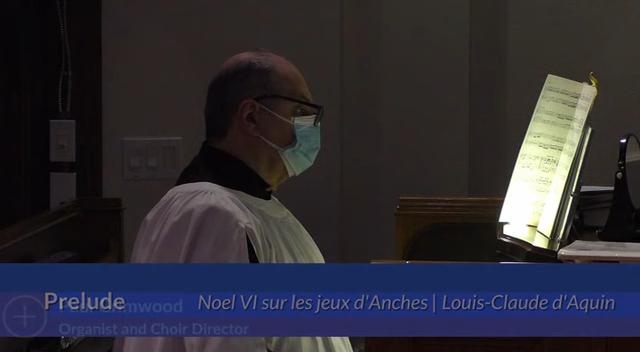 Prelude
Noel VI sur les jeux d'Anches | Louis-Claude d'Aquin
Organist and Choir Director